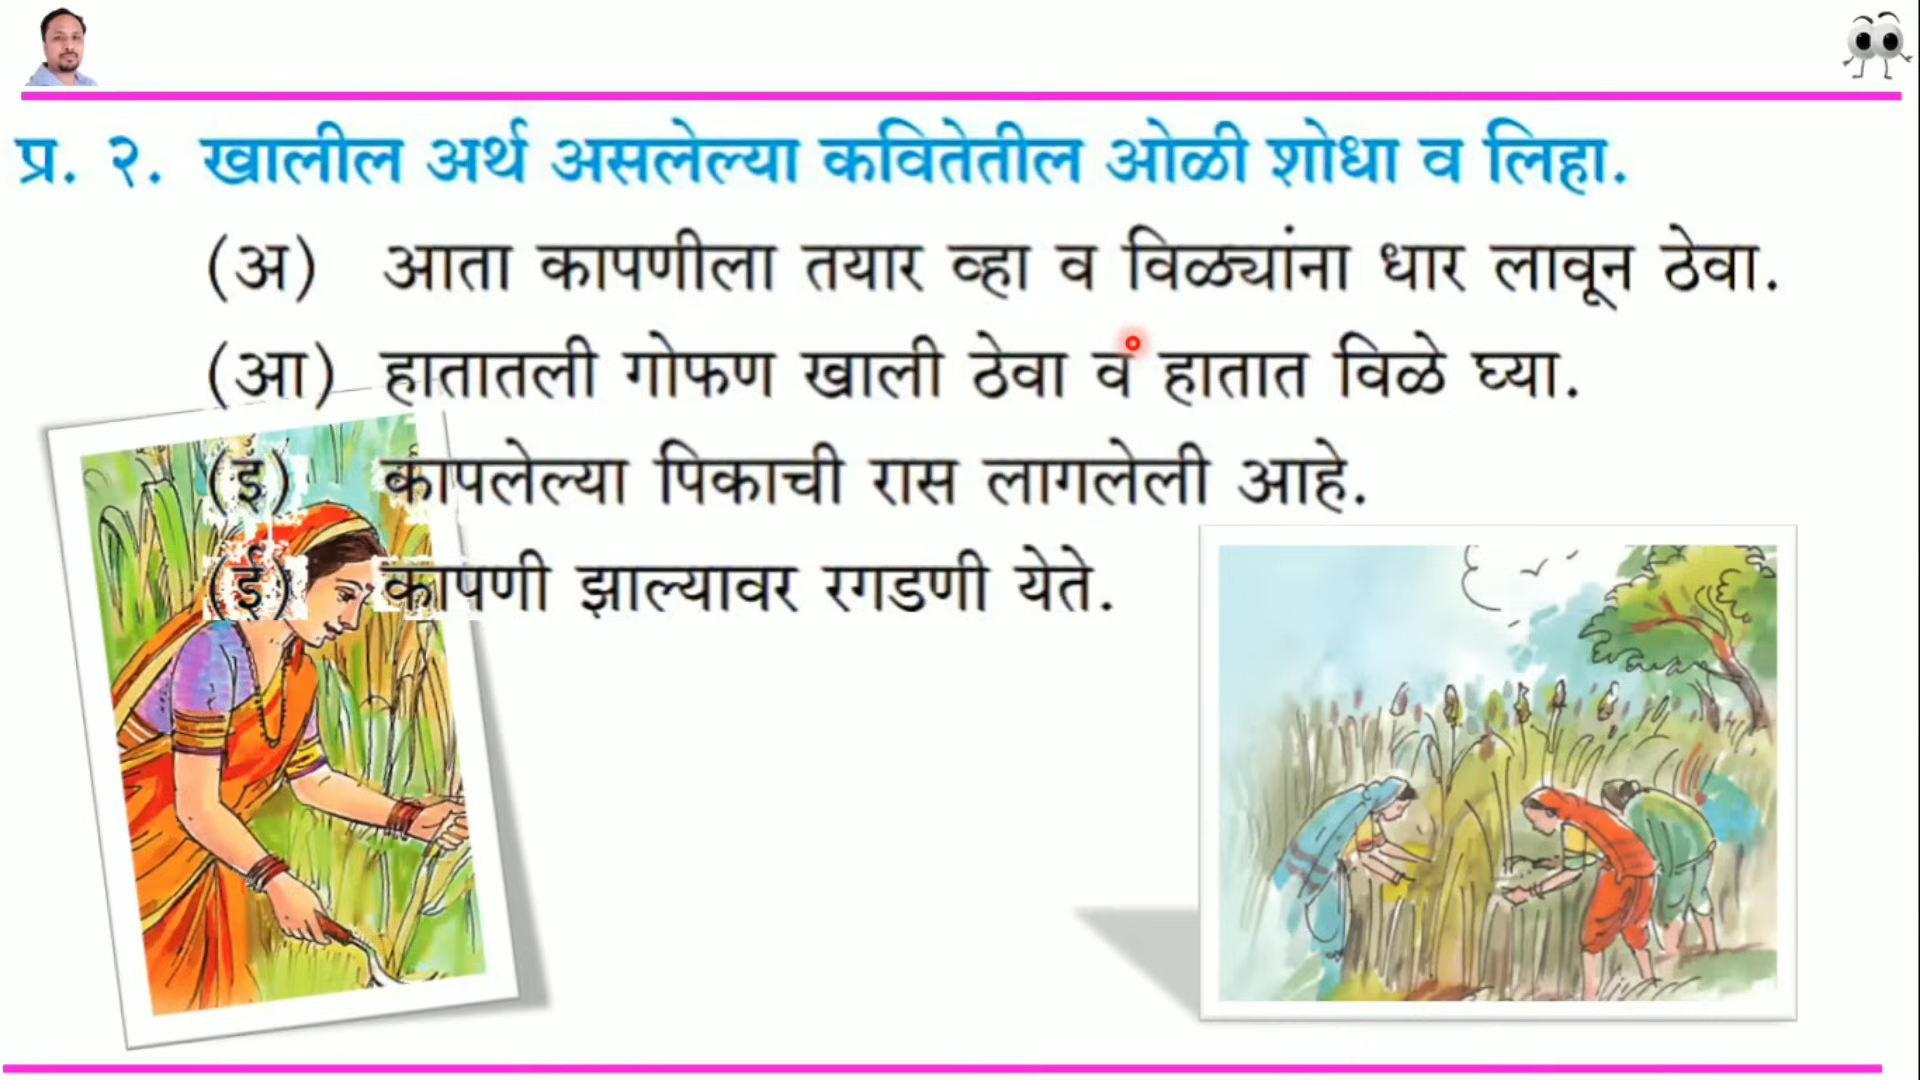 प्र. २. खालील अर्थ असलेल्या कवितेतील ओळी शोधा व लिहा.
(अ) आता कापणीला तयार व्हा व विळ्यांना धार लावून ठेवा.
(आ) हातातली गोफण खाली ठेवा व हातात विळे घ्या.
(इ) कापलेल्या पिकाची रास लागलेली आहे.
(ई) कापणी झाल्यावर रगडणी येते.